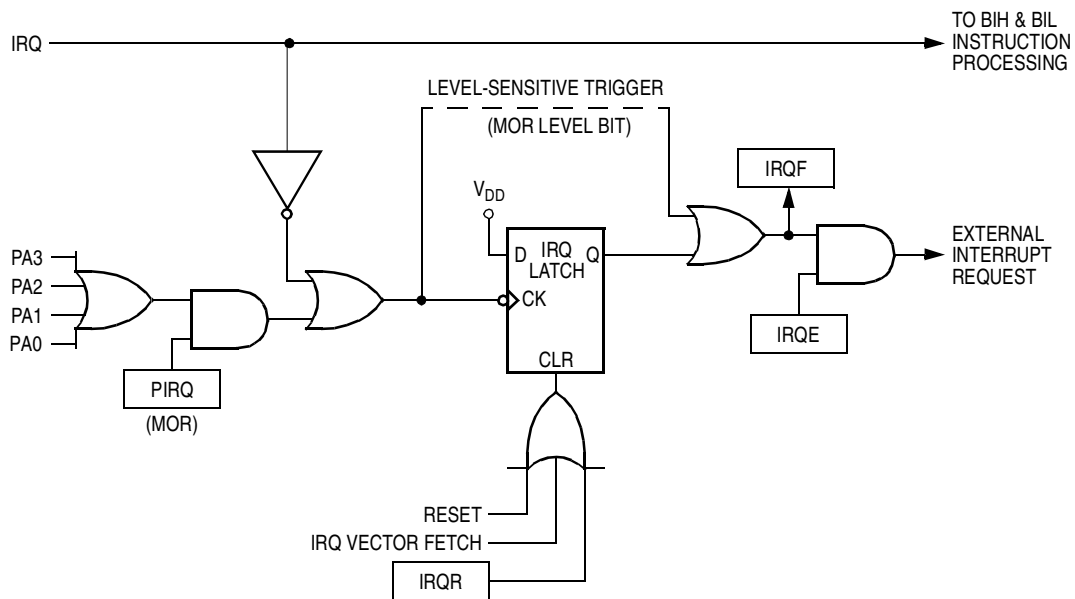 IRQ
TO BIH & BIL
INSTRUCTION
PROCESSING
LEVEL-SENSITIVE TRIGGER
(MOR LEVEL BIT)
IRQF
VDD
D
IRQ
LATCH
Q
CK
CLR
EXTERNAL
INTERRUPT
REQUEST
IRQE
PA3
PA2
PA1
PA0
PIRQ
(MOR)
RESET
IRQ VECTOR FETCH
IRQR